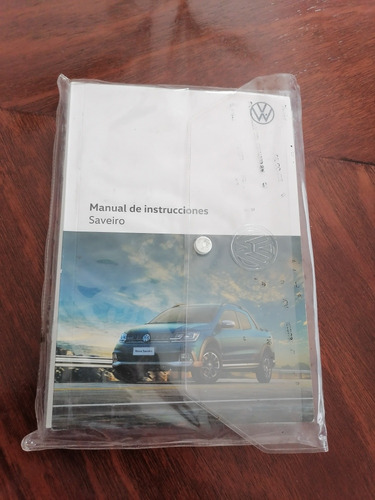 Manual de instrucciones
Saveiro